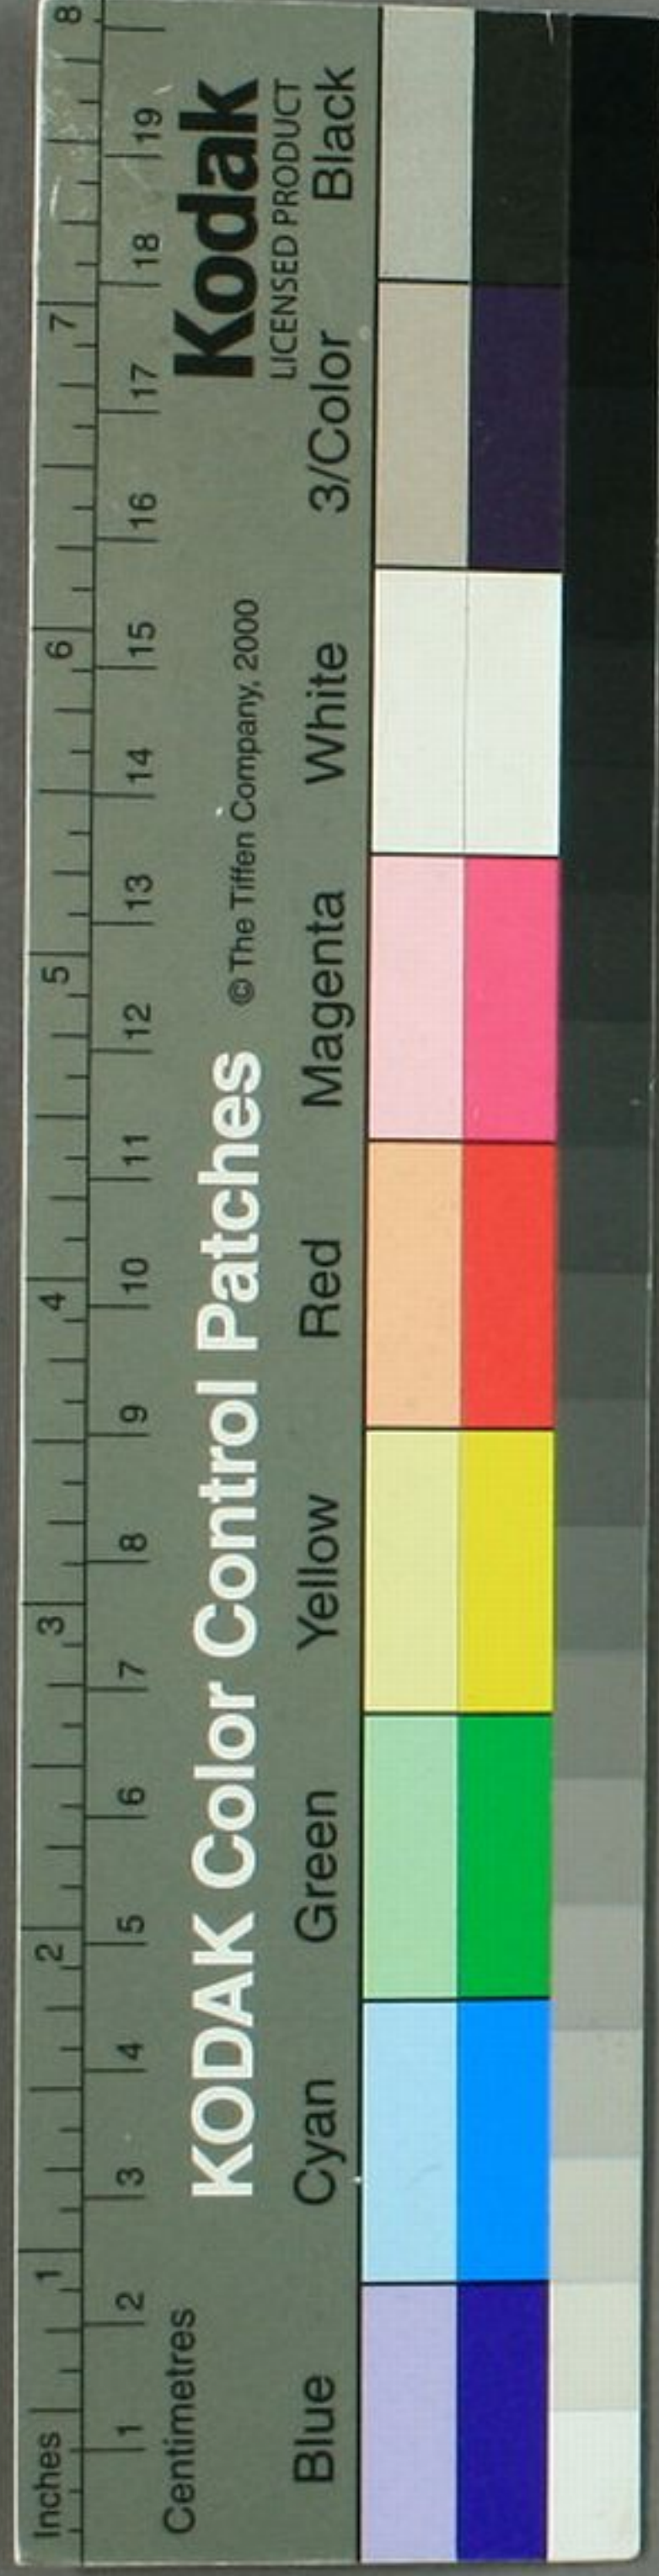 Inches 1 2 3 4 5 6 7 8
1 2 3 4 5 6 7 8 9 10 11 12 13 14 15 16 17 18 19
Centimetres
KODAK Color Control Patches © The Tiffen Company, 2000 Kodak
LICENSED PRODUCT
Blue Cyan Green Yellow Red Magenta White 3/Color Black